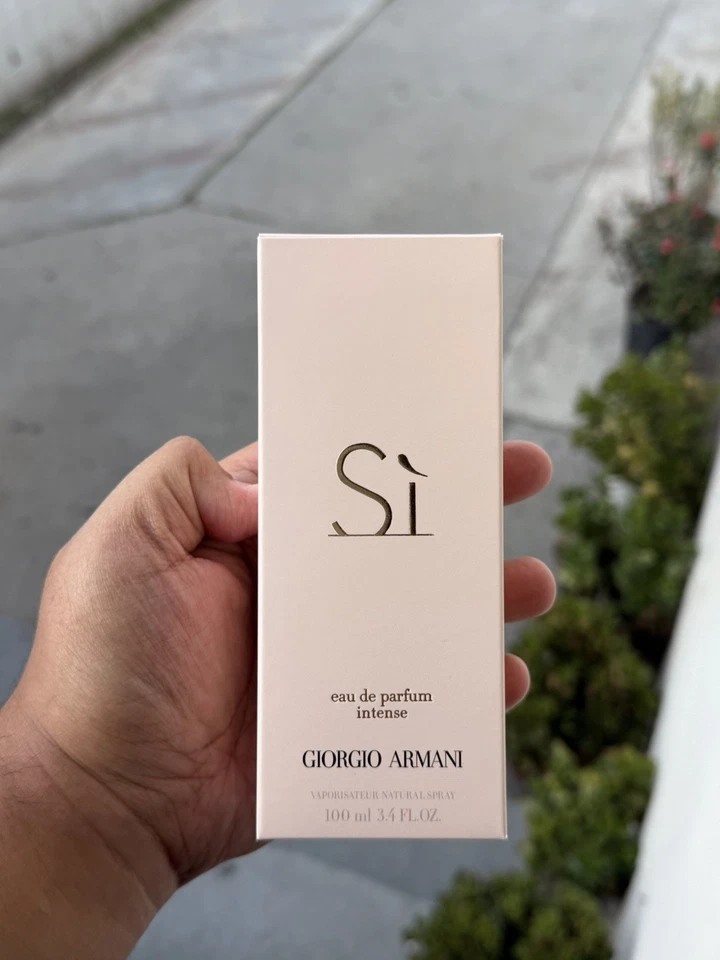 Sì
eau de parfum
intense
GIORGIO ARMANI
VAPORISATEUR NATURAL SPRAY
100 ml 3.4 FL.OZ.